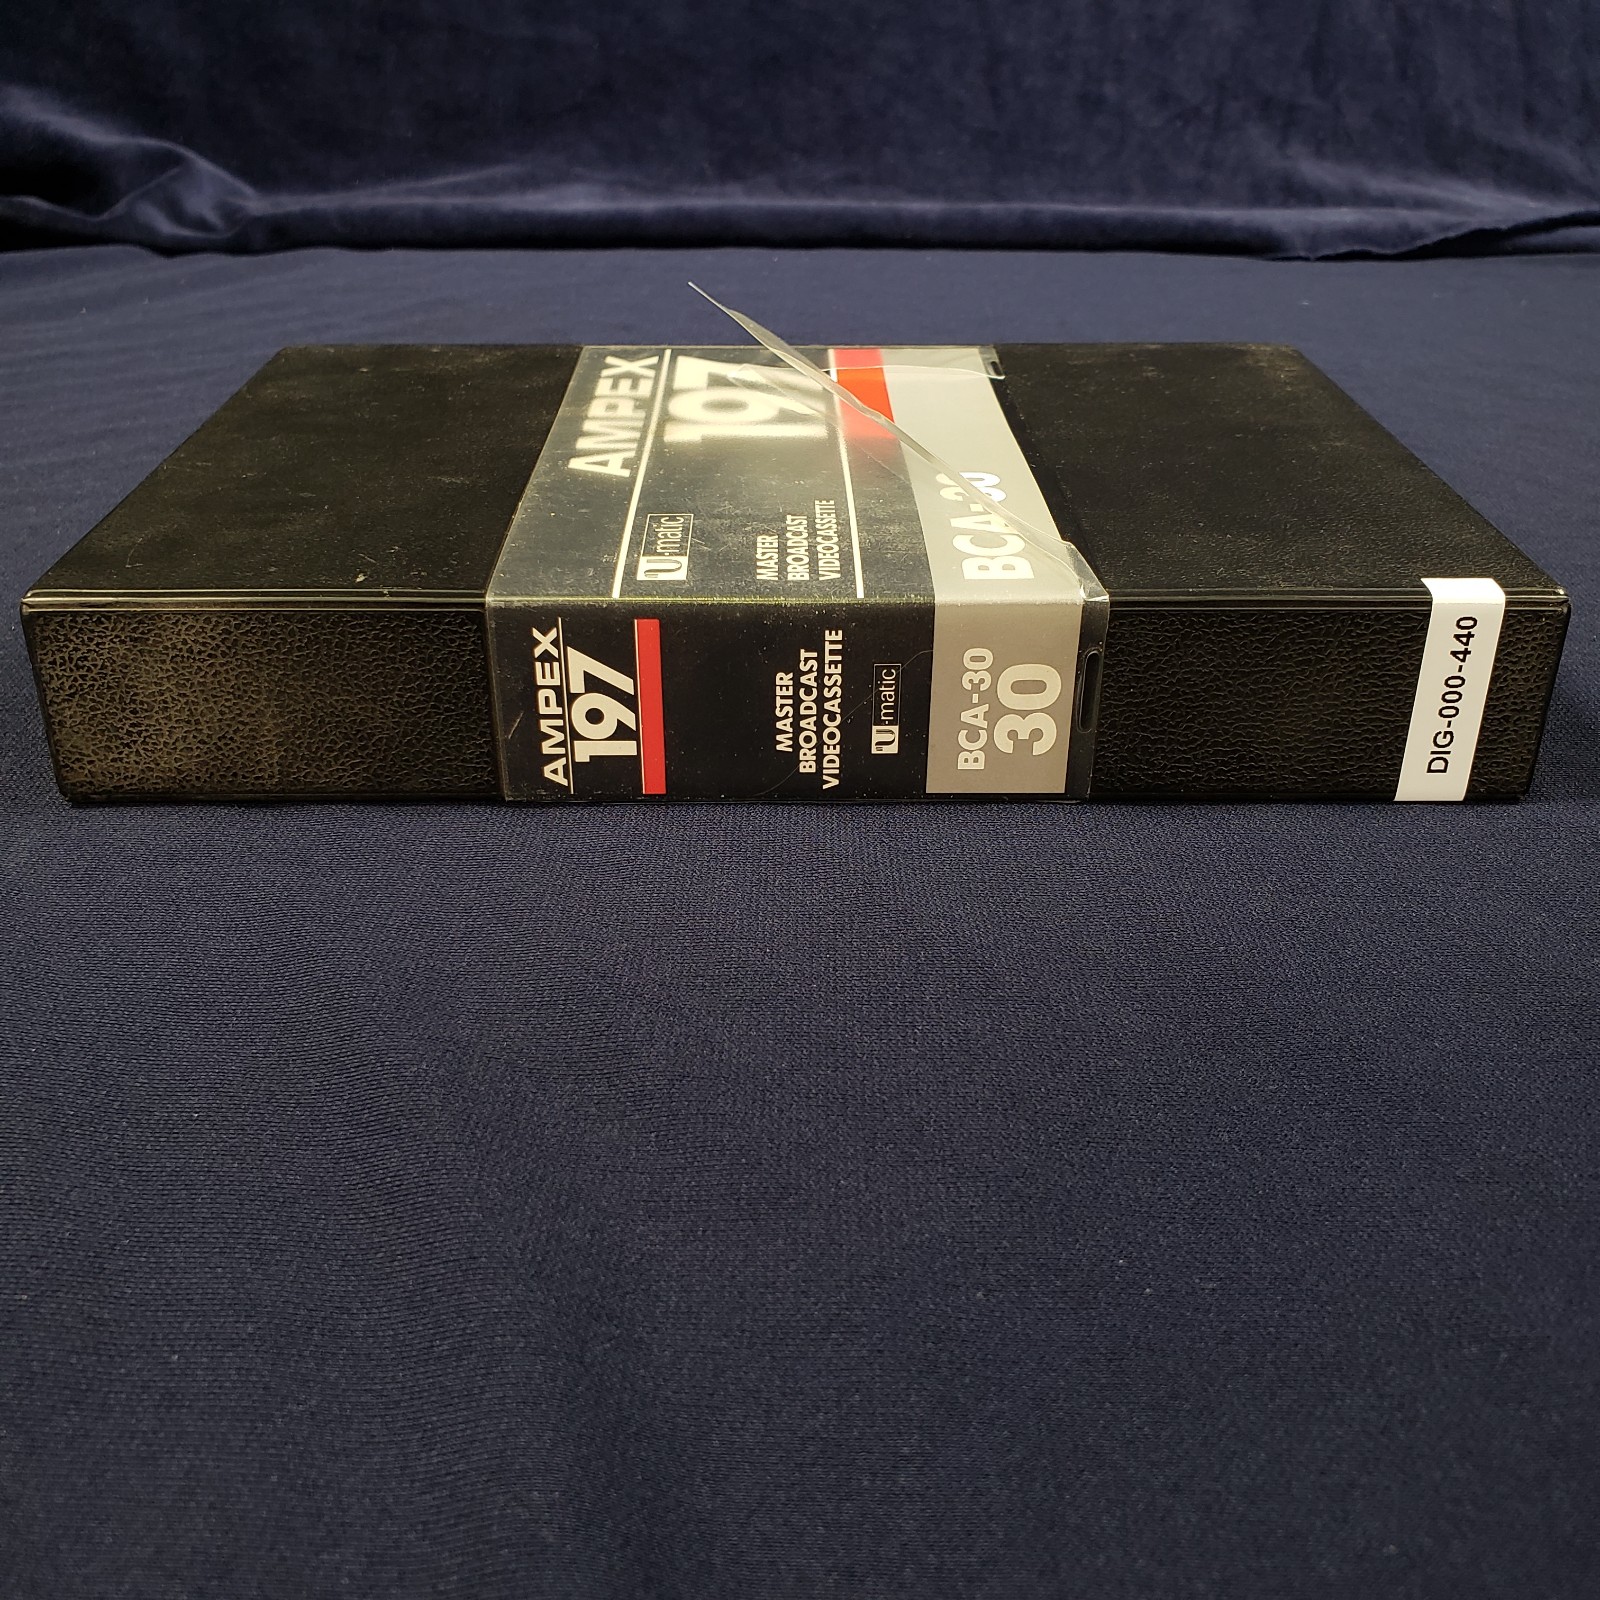 AMPEX
197
U-matic
MASTER
BROADCAST
VIDEOCASSETTE
BCA-30
AMPEX
197
MASTER
BROADCAST
VIDEOCASSETTE
U-matic
BCA-30
30
DIG-000-440